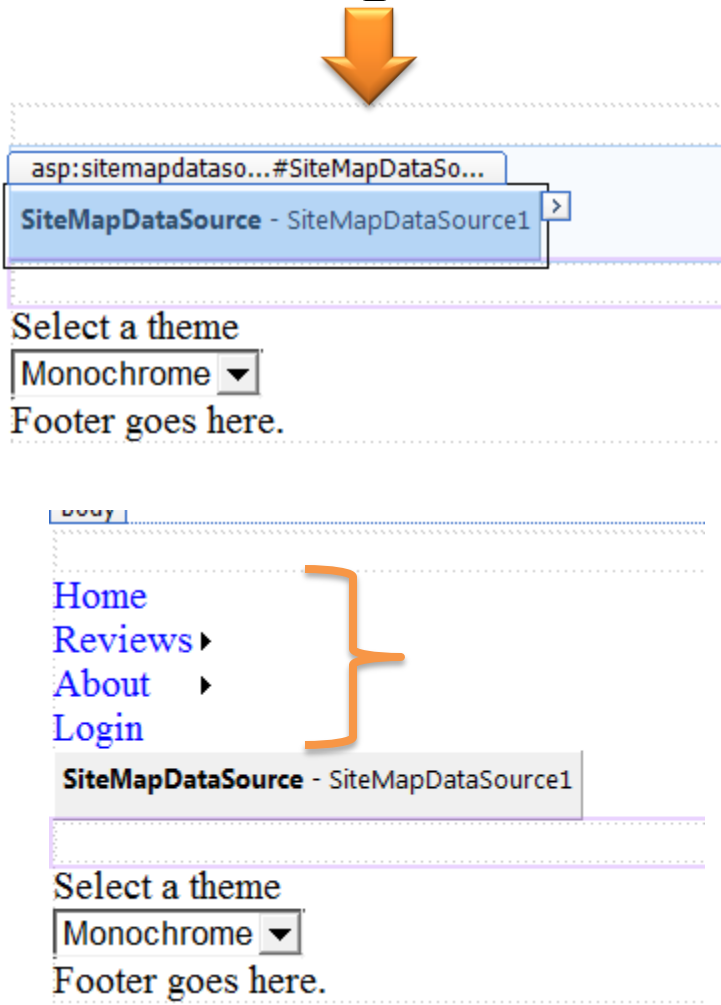 asp:sitemapdataso...#SiteMapDataSo...
SiteMapDataSource - SiteMapDataSource1
Select a theme
Monochrome
Footer goes here.
body
Home
Reviews
About
Login
SiteMapDataSource - SiteMapDataSource1
Select a theme
Monochrome
Footer goes here.